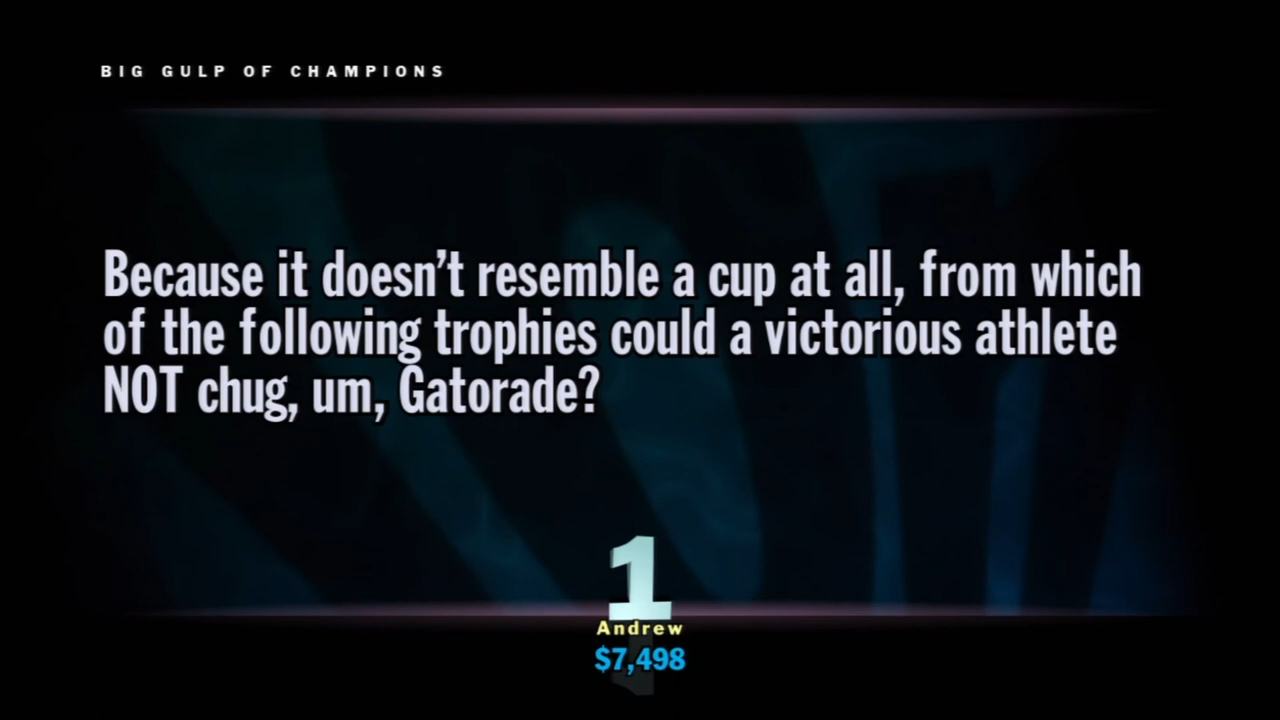 BIG GULP OF CHAMPIONS
Because it doesn't resemble a cup at all, from which
of the following trophies could a victorious athlete
NOT chug, um, Gatorade?
1
Andrew
$7,498